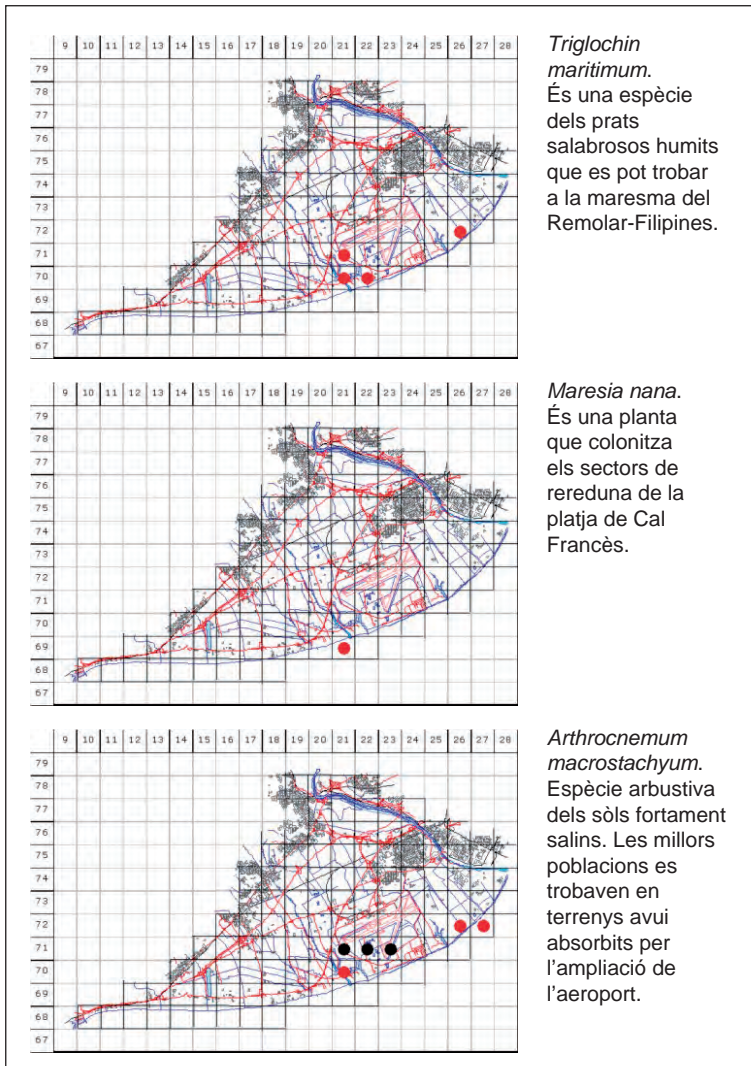 9 10 11 12 13 14 15 16 17 18 19 20 21 22 23 24 25 26 27 28
79
78
77
76
75
74
73
72
71
70
69
68
67
Triglochin
maritimum.
És una espècie
dels prats
salabrosos humits
que es pot trobar
a la maresma del
Remolar-Filipines.
9 10 11 12 13 14 15 16 17 18 19 20 21 22 23 24 25 26 27 28
79
78
77
76
75
74
73
72
71
70
69
68
67
Maresia nana.
És una planta
que colonitza
els sectors de
rereduna de la
platja de Cal
Francès.
9 10 11 12 13 14 15 16 17 18 19 20 21 22 23 24 25 26 27 28
79
78
77
76
75
74
73
72
71
70
69
68
67
Arthrocnemum
macrostachyum.
Espècie arbustiva
dels sòls fortament
salins. Les millors
poblacions es
trobaven en
terrenys avui
absorbits per
l’ampliació de
l’aeroport.